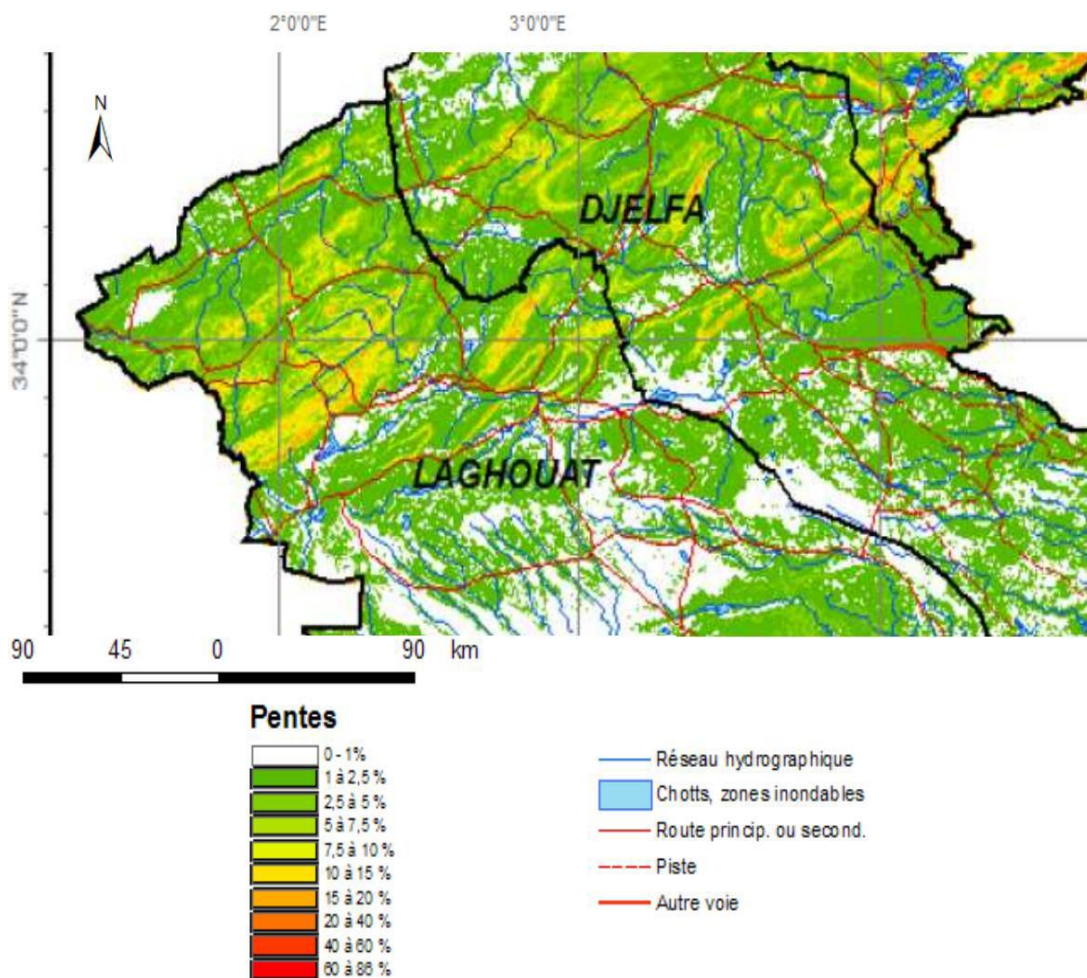 2°0'0"E 3°0'0"E
N
DJELFA
34°0'0"N
LAGHOUAT
90 45 0 90 km
Pentes
0 - 1%
1 à 2,5 %
2,5 à 5 %
5 à 7,5 %
7,5 à 10 %
10 à 15 %
15 à 20 %
20 à 40 %
40 à 60 %
60 à 86 %
Réseau hydrographique
Chotts, zones inondables
Route princip. ou second.
Piste
Autre voie